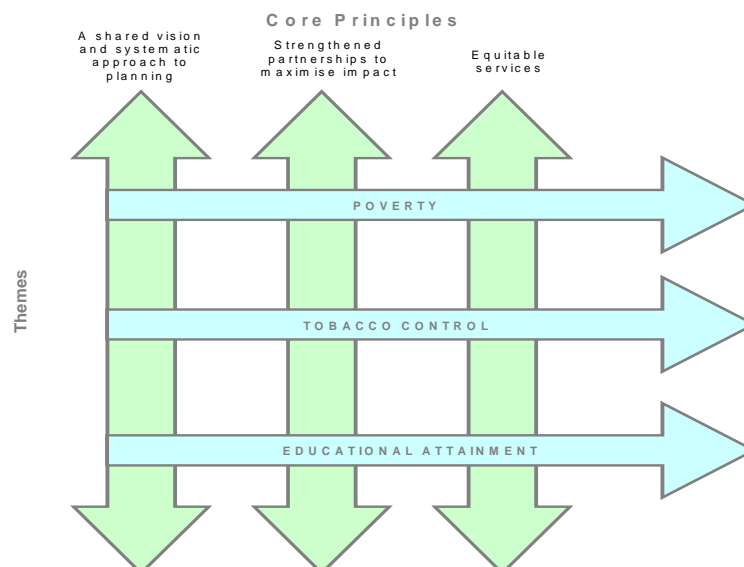 Core Principles
A shared vision
and systematic
approach to
planning
Strengthened
partnerships to
maximise impact
Equitable
services
POVERTY
Themes
TOBACCO CONTROL
EDUCATIONAL ATTAINMENT